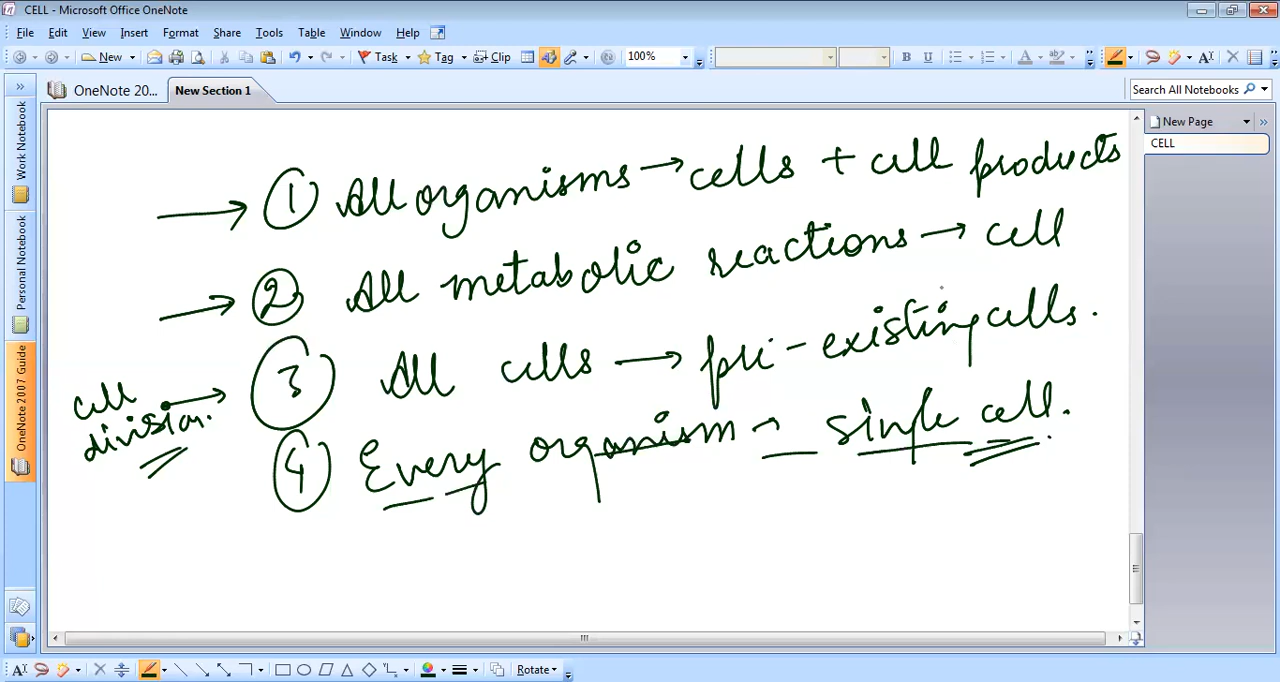 CELL - Microsoft Office OneNote
File Edit View Insert Format Share Tools Table Window Help
New Task Tag Clip 100% B U A ab
OneNote 20... New Section 1 Search All Notebooks
New Page
CELL
Work Notebook
Personal Notebook
OneNote 2007 Guide
→ ① All organisms → cells + cell products
→ ② All metabolic reactions → cell
→ ③ All cells → pre-existing cells.
cell
division.
④ Every organism → single cell.
Rotate